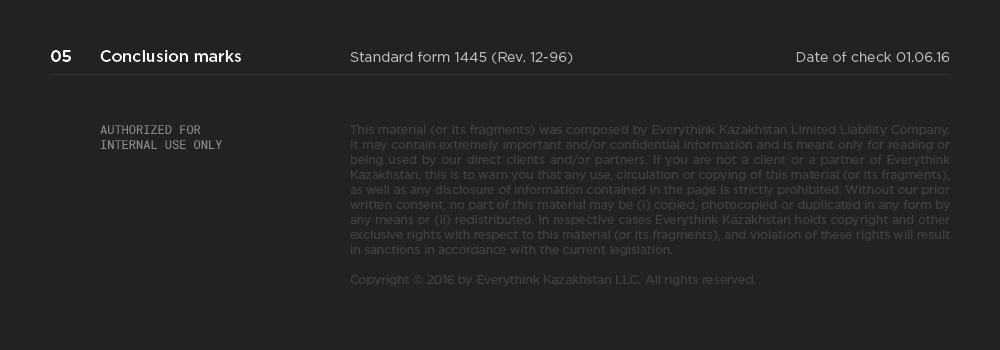 05 Conclusion marks Standard form 1445 (Rev. 12-96) Date of check 01.06.16
AUTHORIZED FOR
INTERNAL USE ONLY
This material (or its fragments) was composed by Everythink Kazakhstan Limited Liability Company.
It may contain extremely important and/or confidential information and is meant only for reading or
being used by our direct clients and/or partners. If you are not a client or a partner of Everythink
Kazakhstan, this is to warn you that any use, circulation or copying of this material (or its fragments),
as well as any disclosure of information contained in the page is strictly prohibited. Without our prior
written consent, no part of this material may be (I) copied, photocopied or duplicated in any form by
any means or (ii) redistributed. In respective cases Everythink Kazakhstan holds copyright and other
exclusive rights with respect to this material (or its fragments), and violation of these rights will result
in sanctions in accordance with the current legislation.
Copyright © 2016 by Everythink Kazakhstan LLC. All rights reserved.